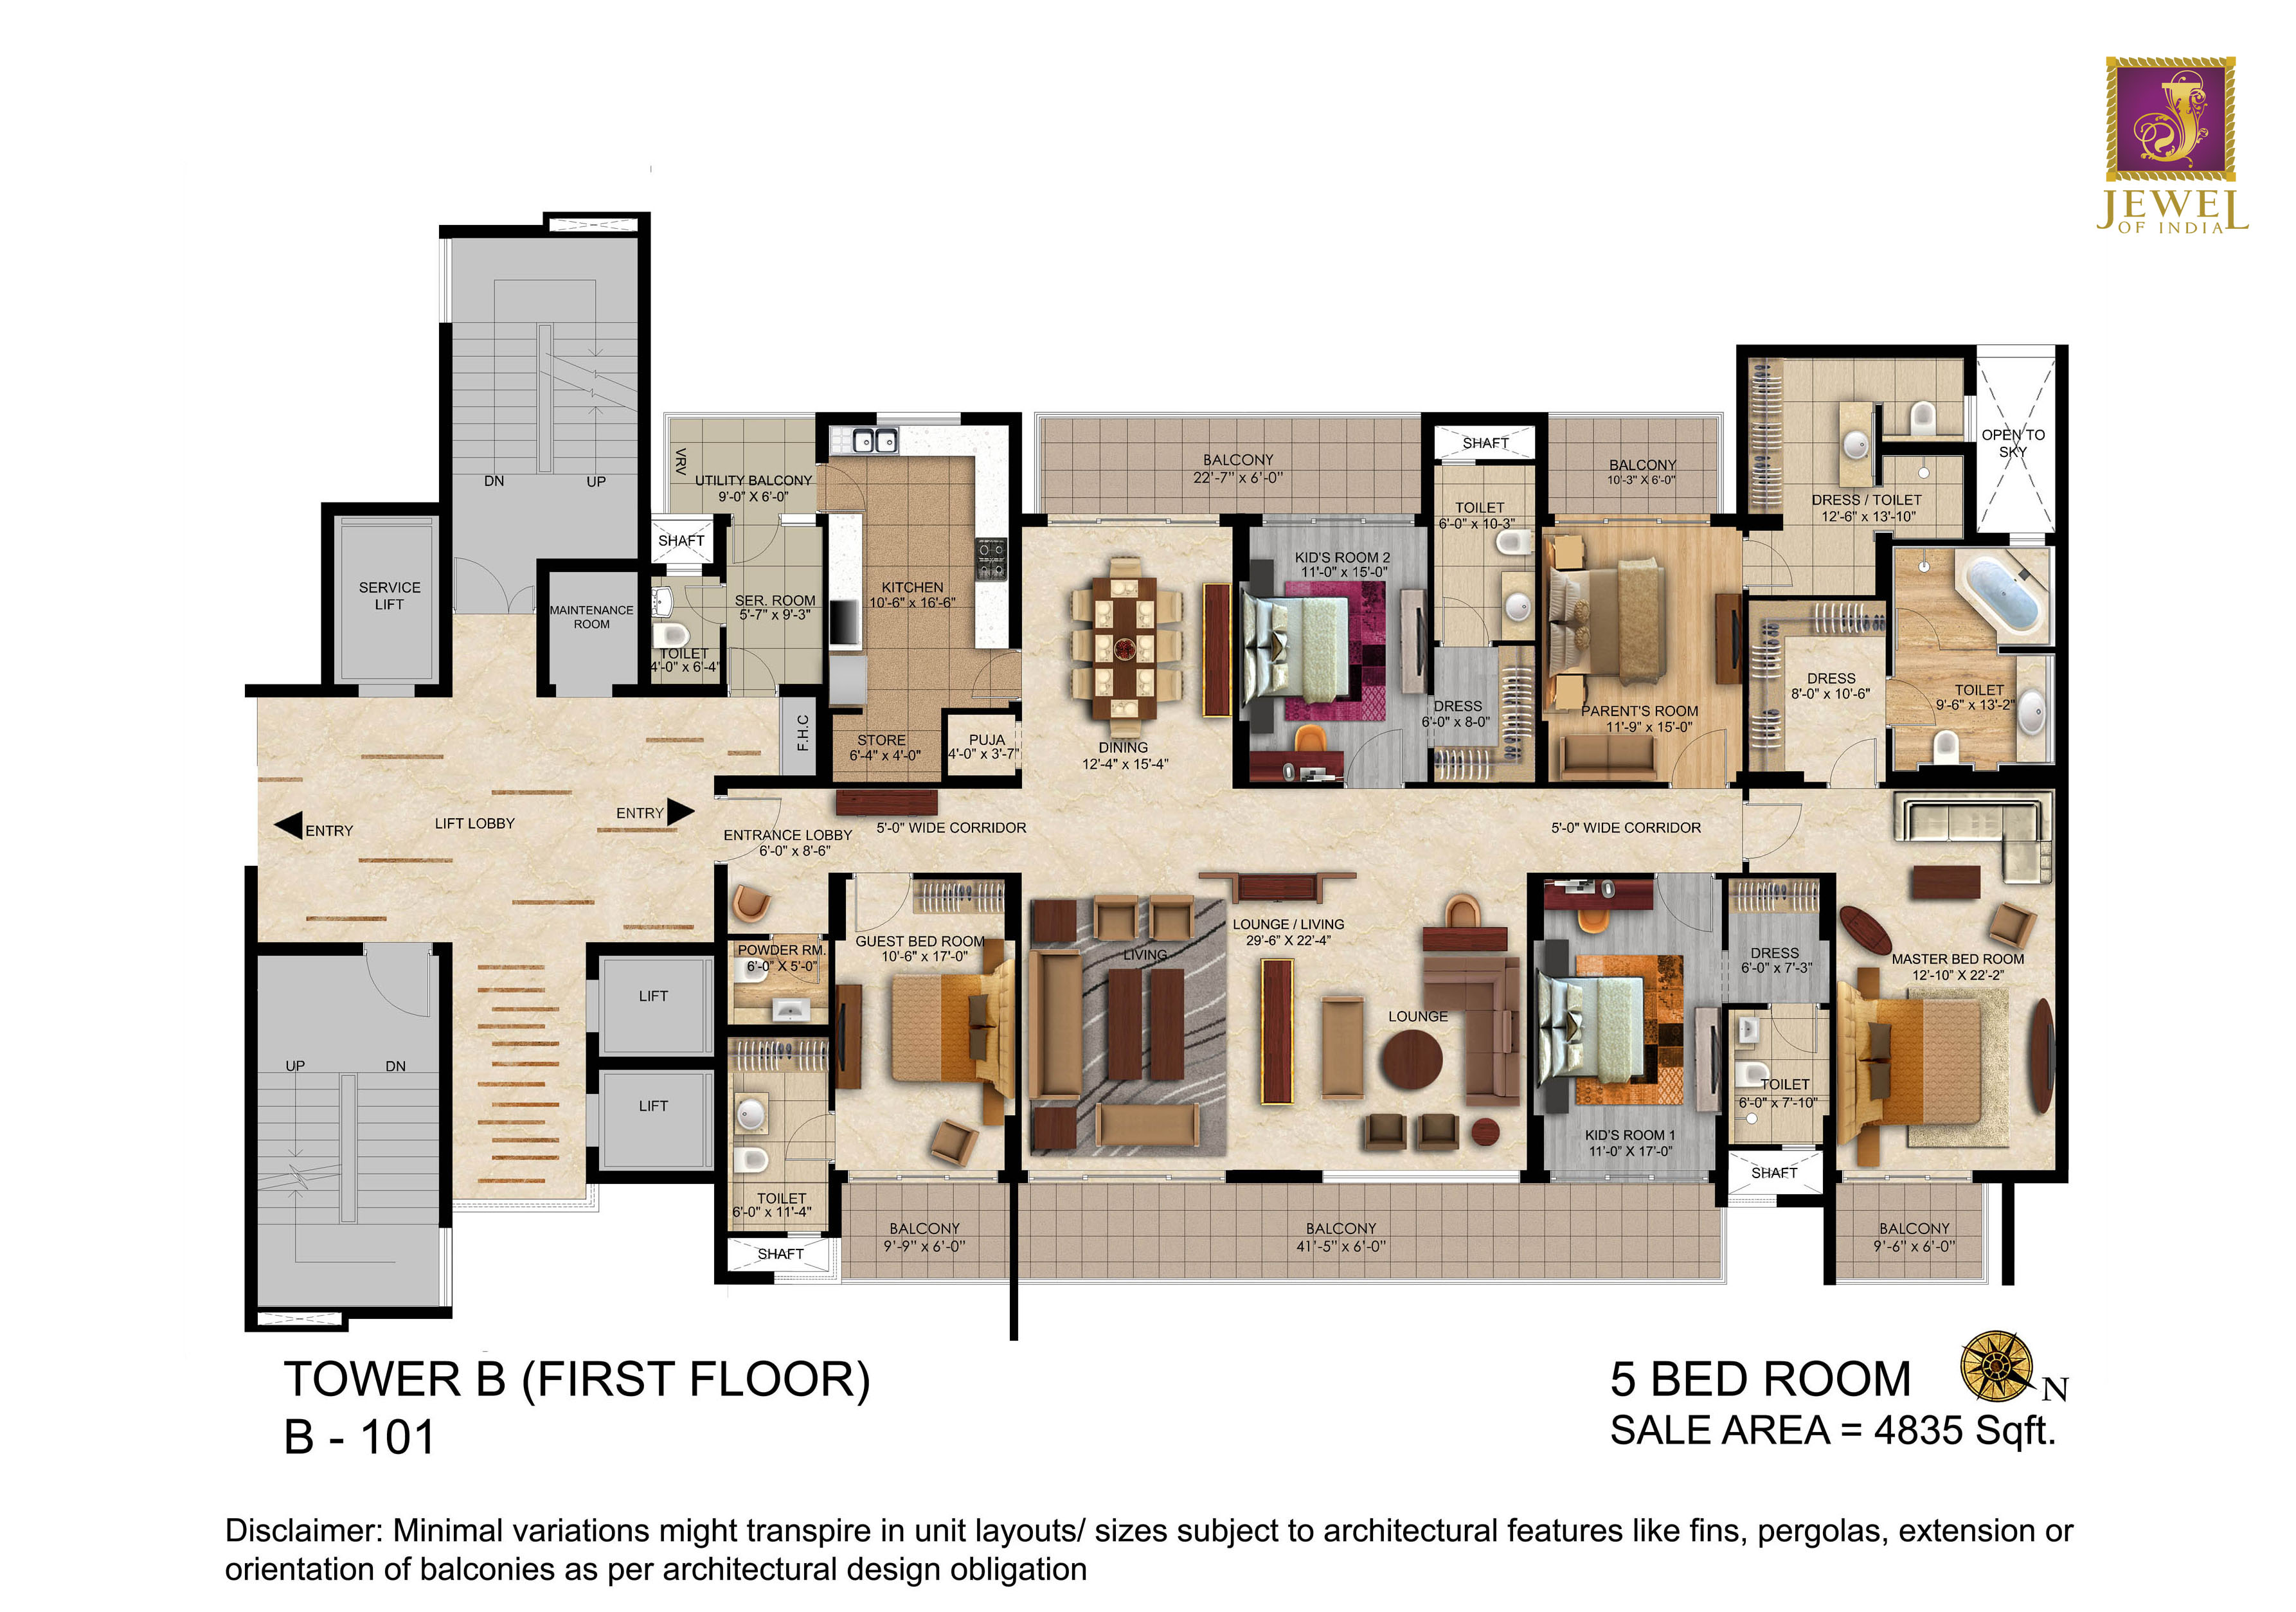 JEWEL
OF INDIA
DN
UP
SERVICE
LIFT
MAINTENANCE
ROOM
VRV
UTILITY BALCONY
9'-0" X 6'-0"
SHAFT
SER. ROOM
5'-7" x 9'-3"
TOILET
4'-0" x 6'-4"
F.H.C
KITCHEN
10'-6" x 16'-6"
STORE
6'-4" x 4'-0"
PUJA
4'-0" x 3'-7"
BALCONY
22'-7" x 6'-0"
DINING
12'-4" x 15'-4"
KID'S ROOM 2
11'-0" x 15'-0"
SHAFT
TOILET
6'-0" x 10-3"
DRESS
6'-0" x 8-0"
BALCONY
10'-3" X 6'-0"
PARENT'S ROOM
11'-9" x 15'-0"
DRESS / TOILET
12'-6" x 13'-10"
OPEN TO
SKY
DRESS
8'-0" x 10'-6"
TOILET
9'-6" x 13'-2"
ENTRY
LIFT LOBBY
ENTRY
ENTRANCE LOBBY
6'-0" x 8'-6"
5'-0" WIDE CORRIDOR
5'-0" WIDE CORRIDOR
POWDER RM.
6'-0" X 5'-0"
GUEST BED ROOM
10'-6" x 17'-0"
LIVING
LOUNGE / LIVING
29'-6" X 22'-4"
LOUNGE
DRESS
6'-0" x 7'-3"
MASTER BED ROOM
12'-10" X 22'-2"
LIFT
LIFT
UP
DN
TOILET
6'-0" x 7'-10"
KID'S ROOM 1
11'-0" X 17'-0"
SHAFT
TOILET
6'-0" x 11'-4"
SHAFT
BALCONY
9'-9" x 6'-0"
BALCONY
41'-5" x 6'-0"
BALCONY
9'-6" x 6'-0"
TOWER B (FIRST FLOOR)
B - 101
5 BED ROOM
N
SALE AREA = 4835 Sqft.
Disclaimer: Minimal variations might transpire in unit layouts/ sizes subject to architectural features like fins, pergolas, extension or
orientation of balconies as per architectural design obligation